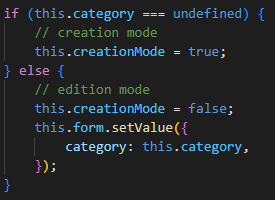 if (this.category === undefined) {
    // creation mode
    this.creationMode = true;
} else {
    // edition mode
    this.creationMode = false;
    this.form.setValue({
        category: this.category,
    });
}